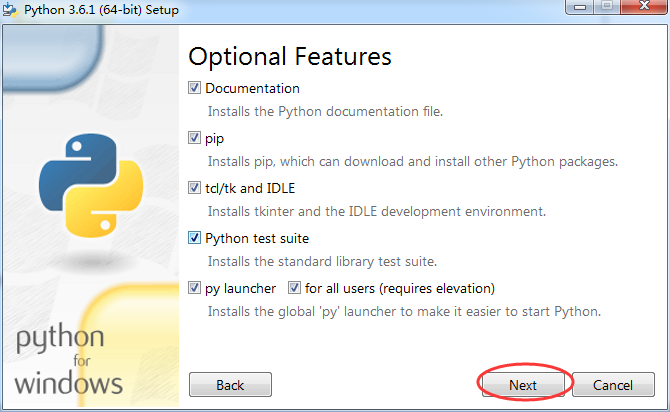 Python 3.6.1 (64-bit) Setup
Optional Features
Documentation
Installs the Python documentation file.
pip
Installs pip, which can download and install other Python packages.
tcl/tk and IDLE
Installs tkinter and the IDLE development environment.
Python test suite
Installs the standard library test suite.
py launcher for all users (requires elevation)
Installs the global 'py' launcher to make it easier to start Python.
python
for
windows
Back Next Cancel